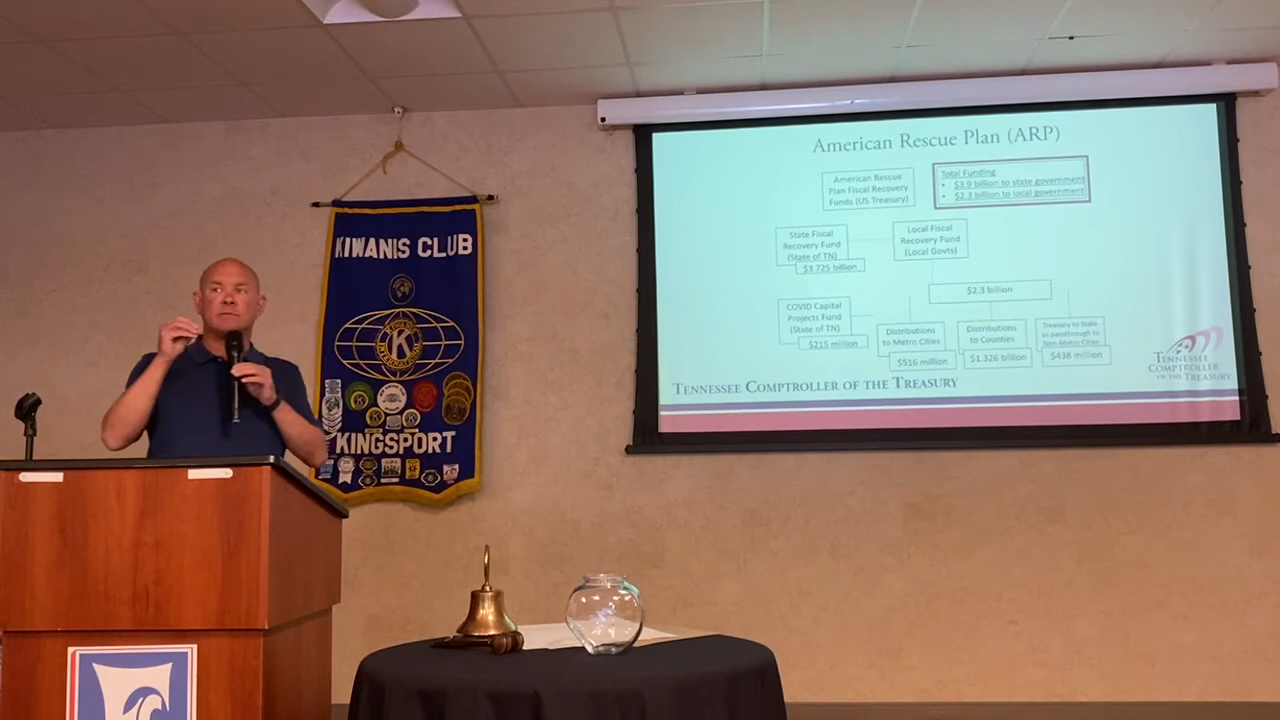 KIWANIS CLUB
KIWANIS
K
INTERNATIONAL
KINGSPORT
American Rescue Plan (ARP)
American Rescue
Plan Fiscal Recovery
Funds (US Treasury)
Total Funding
• $3.9 billion to state government
• $2.3 billion to local government
State Fiscal
Recovery Fund
(State of TN)
$3.725 billion
Local Fiscal
Recovery Fund
(Local Govts)
$2.3 billion
COVID Capital
Projects Fund
(State of TN)
$215 million
Distributions
to Metro Cities
$516 million
Distributions
to Counties
$1.326 billion
Treasury to State
as passthrough to
Non-Metro Cities
$438 million
TENNESSEE COMPTROLLER OF THE TREASURY
TENNESSEE
COMPTROLLER
OF THE TREASURY